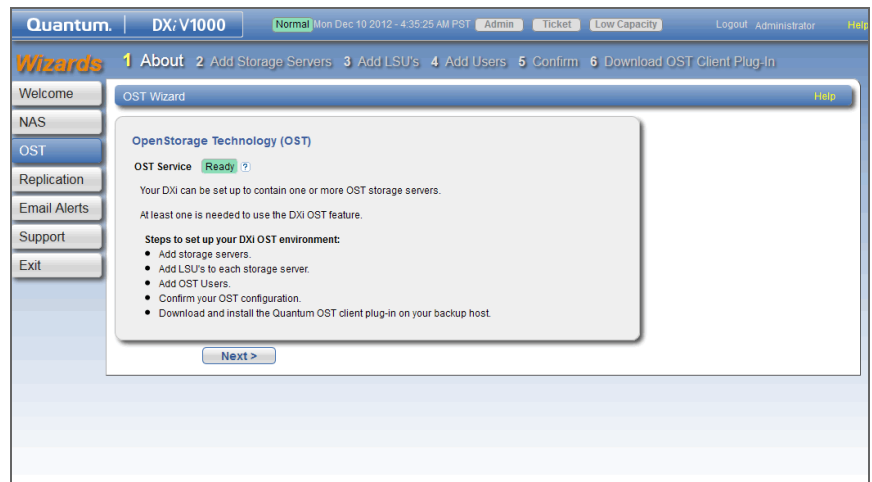 Quantum. DXi V1000 Normal Mon Dec 10 2012 - 4:35:25 AM PST Admin Ticket Low Capacity Logout Administrator Help
Wizards 1 About 2 Add Storage Servers 3 Add LSU's 4 Add Users 5 Confirm 6 Download OST Client Plug-In
Welcome
NAS
OST
Replication
Email Alerts
Support
Exit
OST Wizard Help
OpenStorage Technology (OST)
OST Service Ready ?
Your DXi can be set up to contain one or more OST storage servers.
At least one is needed to use the DXi OST feature.
Steps to set up your DXi OST environment:
• Add storage servers.
• Add LSU's to each storage server.
• Add OST Users.
• Confirm your OST configuration.
• Download and install the Quantum OST client plug-in on your backup host.
Next >